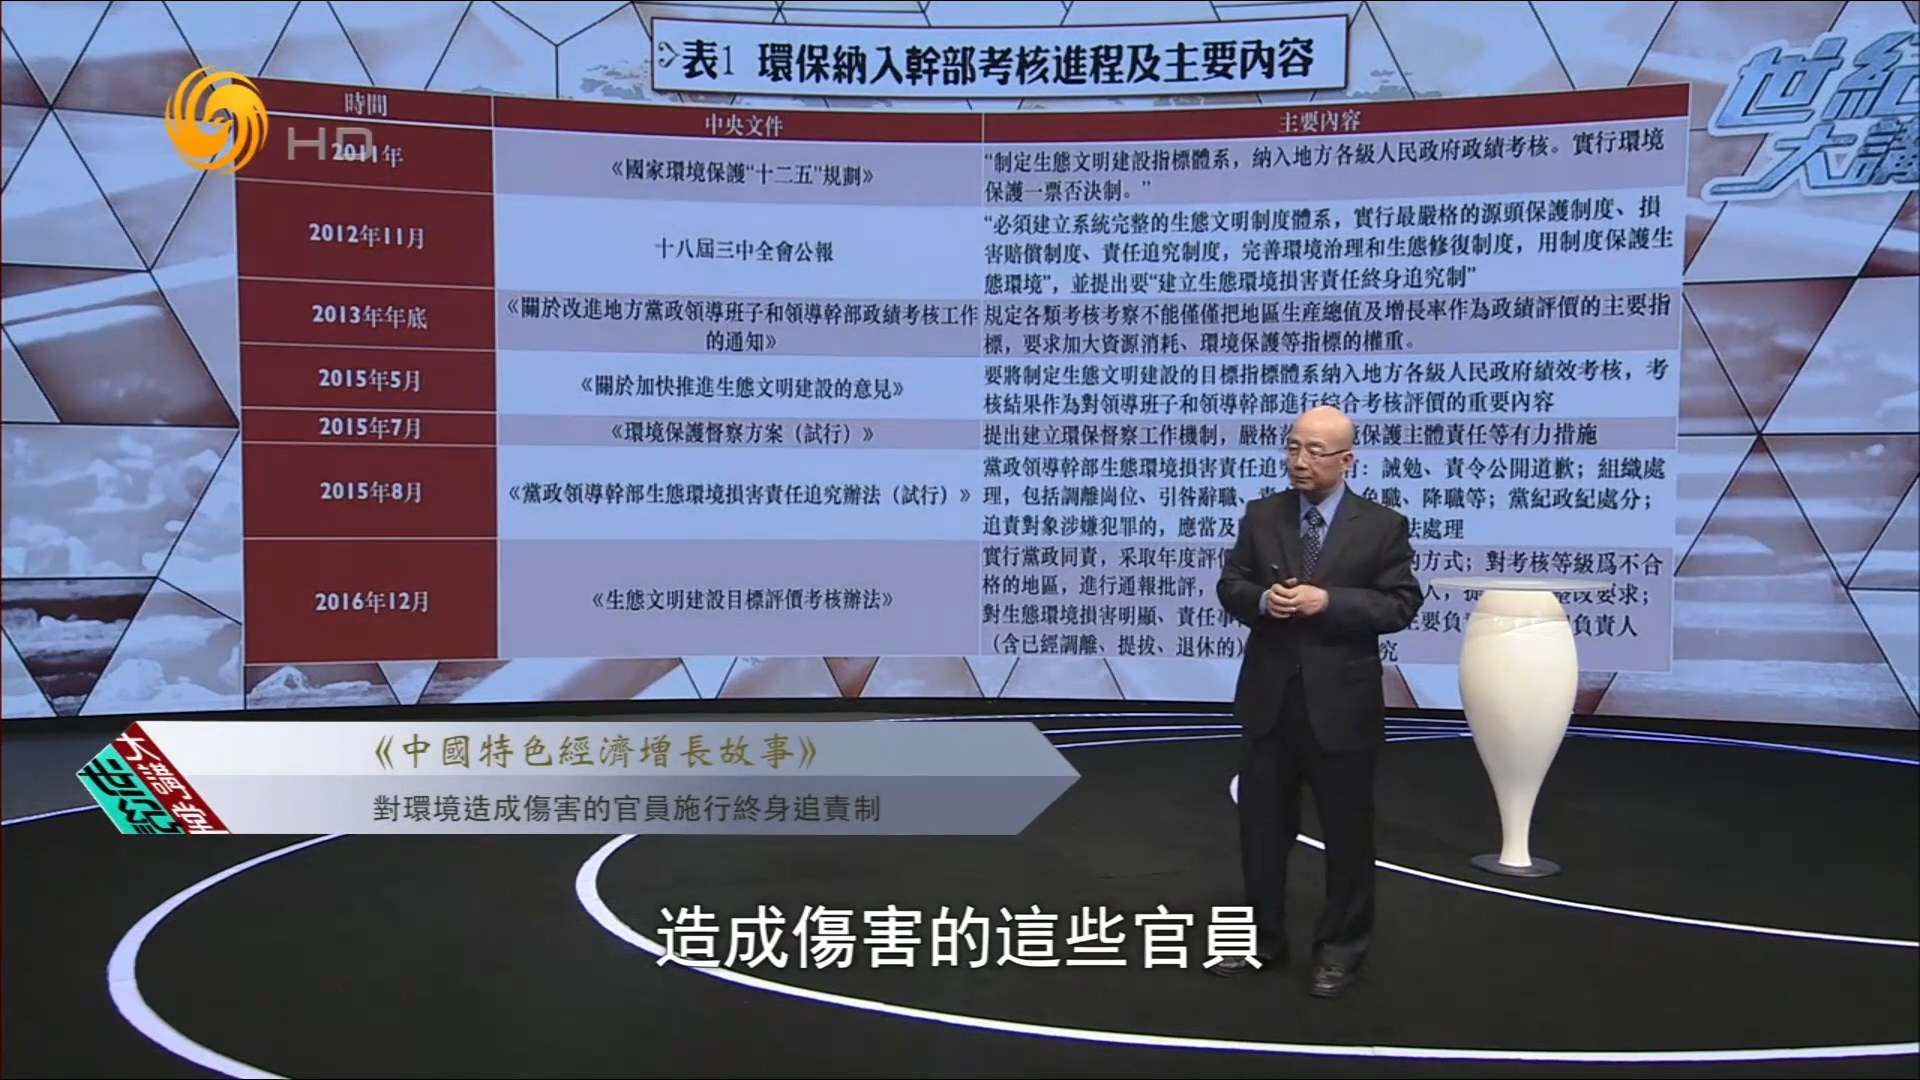 表1 環保納入幹部考核進程及主要內容
世紀
大講
HD
時間
中央文件
主要內容
2011年
《國家環境保護“十二五”規劃》
“制定生態文明建設指標體系，納入地方各級人民政府政績考核。實行環境
保護一票否決制。”
2012年11月
十八屆三中全會公報
“必須建立系統完整的生態文明制度體系，實行最嚴格的源頭保護制度、損
害賠償制度、責任追究制度，完善環境治理和生態修復制度，用制度保護生
態環境”，並提出要“建立生態環境損害責任終身追究制”
2013年年底
《關於改進地方黨政領導班子和領導幹部政績考核工作
的通知》
規定各類考核考察不能僅僅把地區生產總值及增長率作為政績評價的主要指
標，要求加大資源消耗、環境保護等指標的權重。
2015年5月
《關於加快推進生態文明建設的意見》
要將制定生態文明建設的目標指標體系納入地方各級人民政府績效考核，考
核結果作為對領導班子和領導幹部進行綜合考核評價的重要內容
2015年7月
《環境保護督察方案（試行）》
提出建立環保督察工作機制，嚴格落 境保護主體責任等有力措施
2015年8月
《黨政領導幹部生態環境損害責任追究辦法（試行）》
黨政領導幹部生態環境損害責任追究 有：誡勉、責令公開道歉；組織處
理，包括調離崗位、引咎辭職、責 免職、降職等；黨紀政紀處分；
追責對象涉嫌犯罪的，應當及 法處理
2016年12月
《生態文明建設目標評價考核辦法》
實行黨政同責，采取年度評價 的方式；對考核等級爲不合
格的地區，進行通報批評， 人，從 整改要求；
對生態環境損害明顯、責任事 主要負 負責人
（含已經調離、提拔、退休的） 究
大講堂
世紀
《中國特色經濟增長故事》
對環境造成傷害的官員施行終身追責制
造成傷害的這些官員